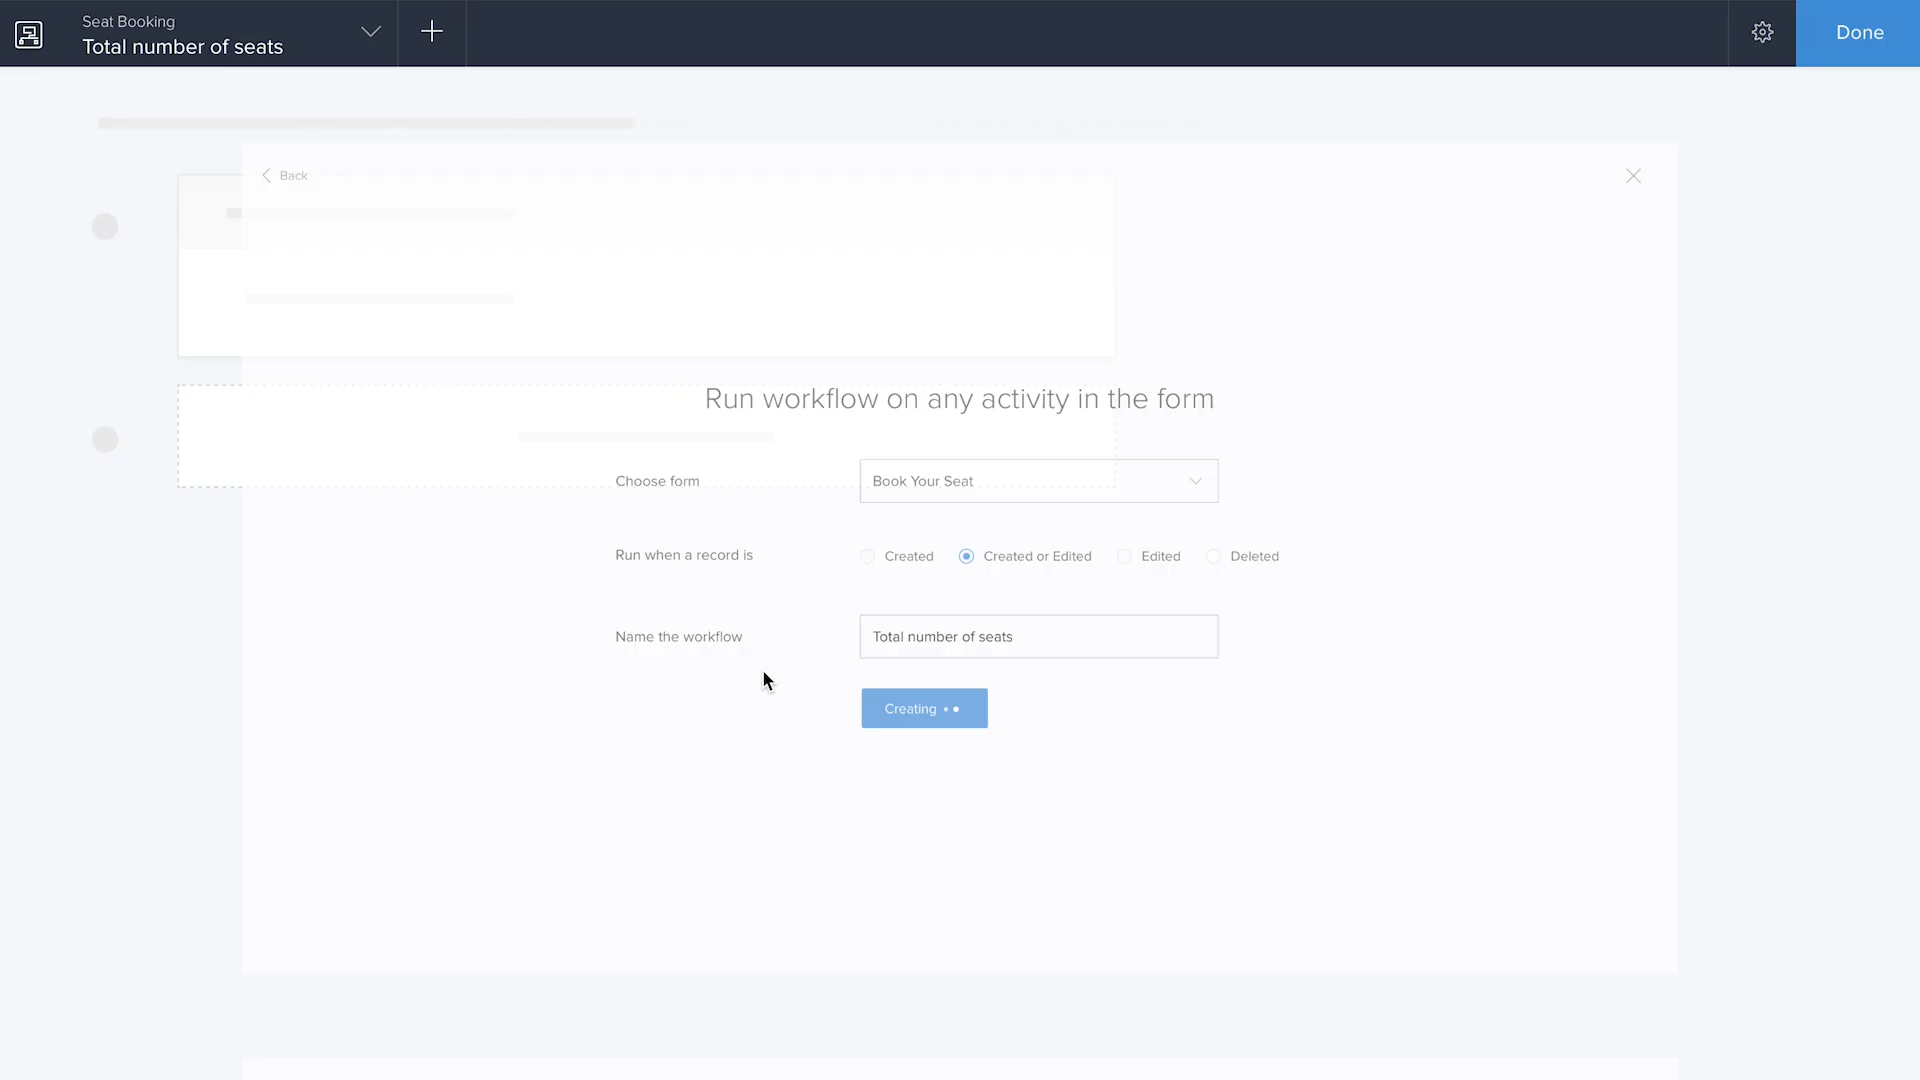 Seat Booking
Total number of seats
Done
Back
Run workflow on any activity in the form
Choose form
Book Your Seat
Run when a record is
Created
Created or Edited
Edited
Deleted
Name the workflow
Total number of seats
Creating